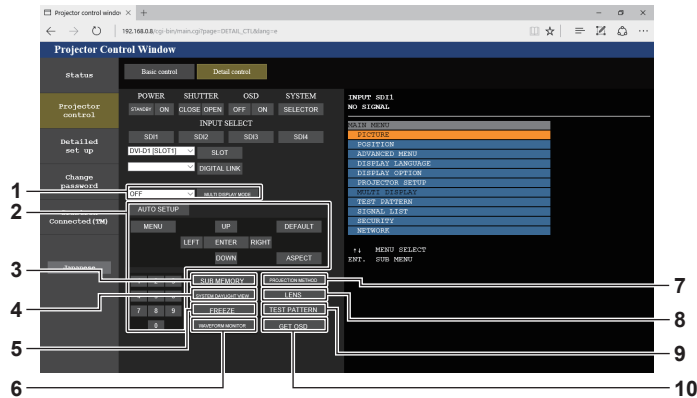 Projector control window
192.168.0.8/cgi-bin/main.cgi?page=DETAIL_CTL&lang=e
Projector Control Window
Status
Projector
control
Detailed
set up
Change
password
Connected(TM)
Japanese
Basic control
Detail control
POWER SHUTTER OSD SYSTEM
STANDBY ON CLOSE OPEN OFF ON SELECTOR
INPUT SELECT
SDI1 SDI2 SDI3 SDI4
DVI-D1 [SLOT1] SLOT
DIGITAL LINK
OFF MULTI DISPLAY MODE
AUTO SETUP
MENU UP DEFAULT
LEFT ENTER RIGHT
DOWN ASPECT
SUB MEMORY PROJECTION METHOD
SYSTEM DAYLIGHT VIEW LENS
7 8 9 FREEZE TEST PATTERN
0 WAVEFORM MONITOR GET OSD
INPUT SDI1
NO SIGNAL
MAIN MENU
PICTURE
POSITION
ADVANCED MENU
DISPLAY LANGUAGE
DISPLAY OPTION
PROJECTOR SETUP
MULTI DISPLAY
TEST PATTERN
SIGNAL LIST
SECURITY
NETWORK
↑↓ MENU SELECT
ENT. SUB MENU
1
2
3
4
5
6
7
8
9
10